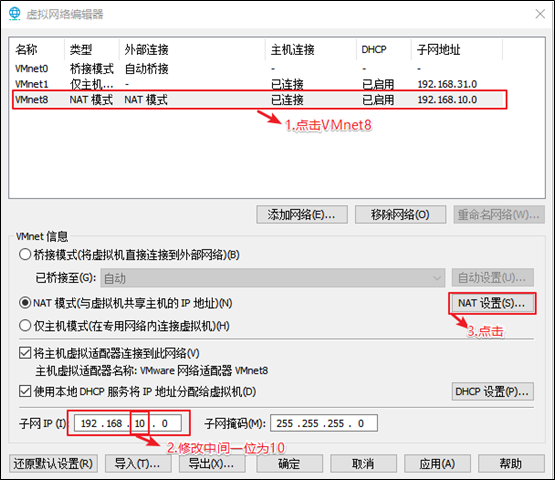 虚拟网络编辑器
名称 类型 外部连接 主机连接 DHCP 子网地址
VMnet0 桥接模式 自动桥接 - - -
VMnet1 仅主机... - 已连接 已启用 192.168.31.0
VMnet8 NAT 模式 NAT 模式 已连接 已启用 192.168.10.0
1.点击VMnet8
添加网络(E)... 移除网络(O) 重命名网络(W)...
VMnet 信息
桥接模式(将虚拟机直接连接到外部网络)(B)
已桥接至(G): 自动 自动设置(U)...
NAT 模式(与虚拟机共享主机的 IP 地址)(N) NAT 设置(S)...
仅主机模式(在专用网络内连接虚拟机)(H) 3.点击
将主机虚拟适配器连接到此网络(V)
主机虚拟适配器名称: VMware 网络适配器 VMnet8
使用本地 DHCP 服务将 IP 地址分配给虚拟机(D) DHCP 设置(P)...
子网 IP (I): 192 .168 . 10 . 0 子网掩码(M): 255 .255 .255 . 0
2.修改中间一位为10
还原默认设置(R) 导入(T)... 导出(X)... 确定 取消 应用(A) 帮助